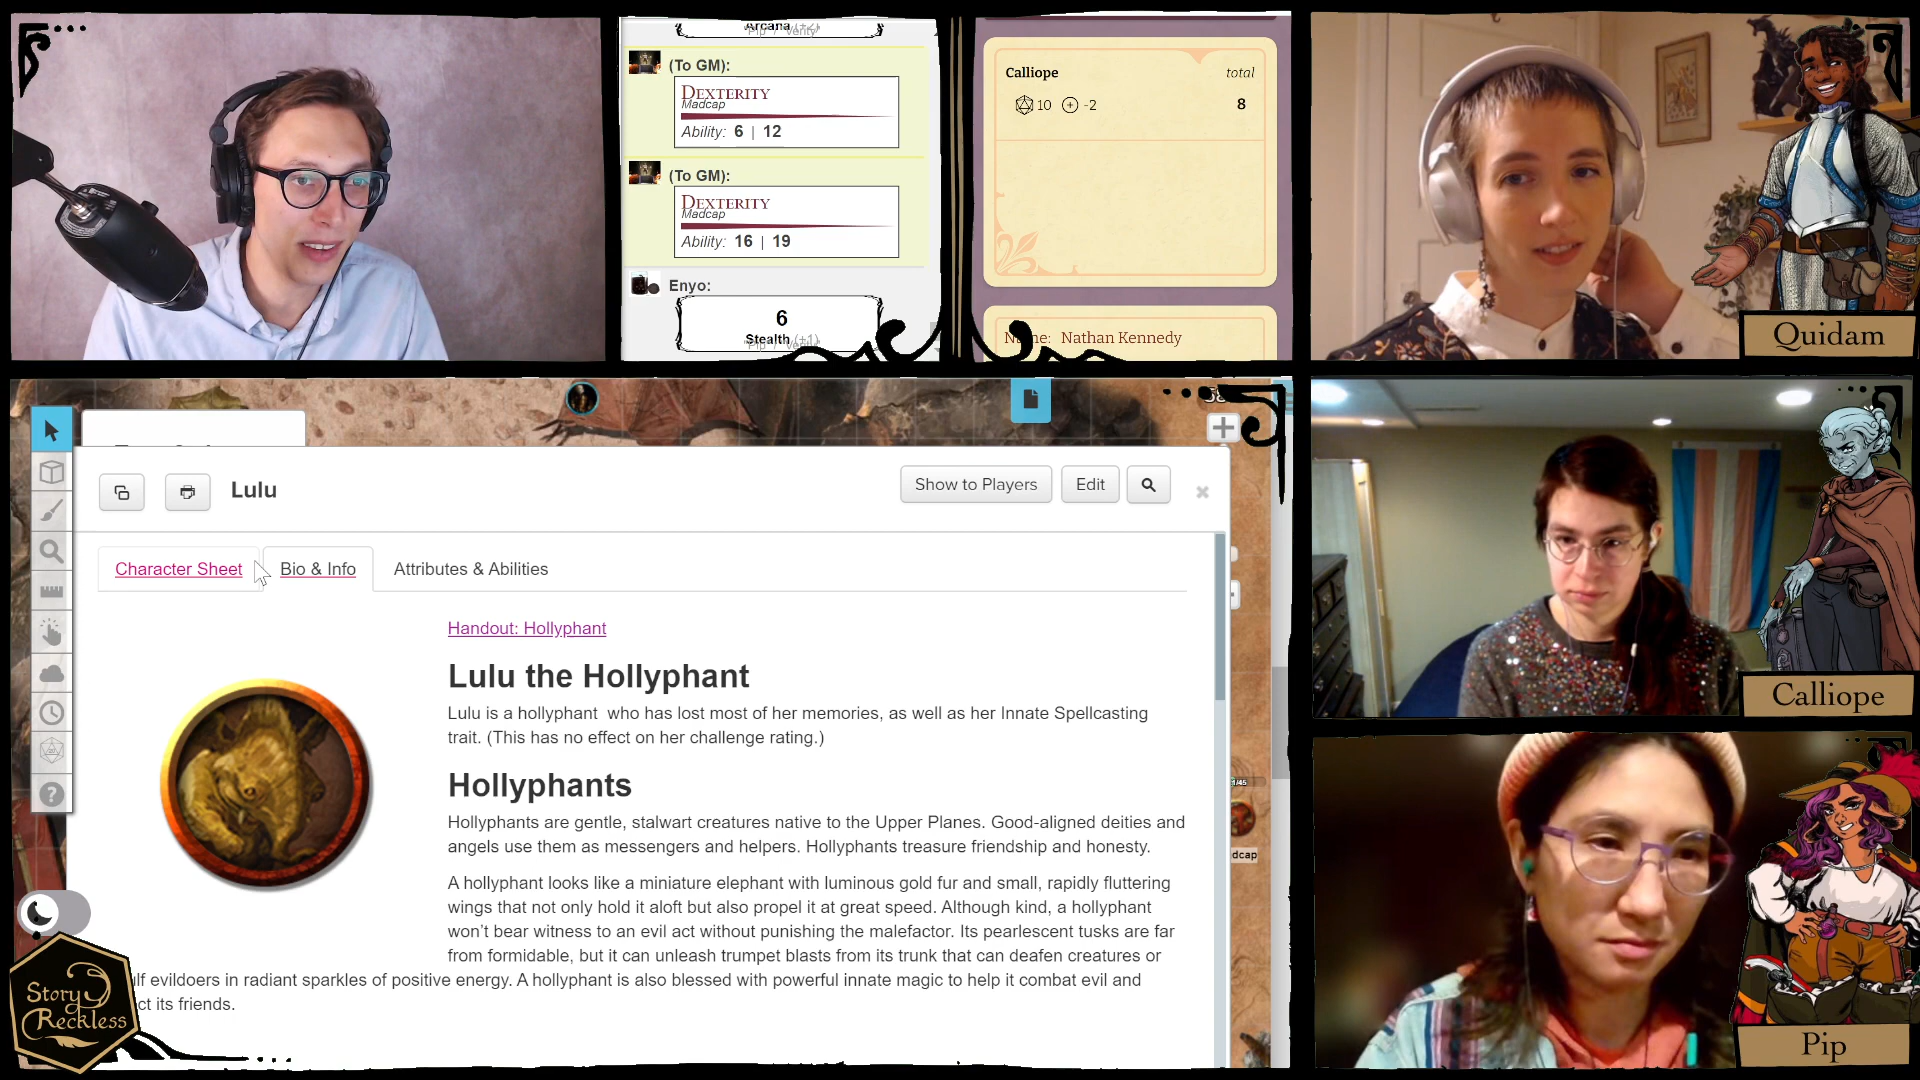 Arcana
Pip / Verity
(To GM):
DEXTERITY
Madcap
Ability: 6 | 12
(To GM):
DEXTERITY
Madcap
Ability: 16 | 19
Enyo:
6
Stealth (+1)
Pip / Verity
Calliope total
10 -2 8
Name: Nathan Kennedy
Quidam
Lulu
Show to Players
Edit
Character Sheet
Bio & Info
Attributes & Abilities
Handout: Hollyphant
Lulu the Hollyphant
Lulu is a hollyphant who has lost most of her memories, as well as her Innate Spellcasting
trait. (This has no effect on her challenge rating.)
Hollyphants
Hollyphants are gentle, stalwart creatures native to the Upper Planes. Good-aligned deities and
angels use them as messengers and helpers. Hollyphants treasure friendship and honesty.
A hollyphant looks like a miniature elephant with luminous gold fur and small, rapidly fluttering
wings that not only hold it aloft but also propel it at great speed. Although kind, a hollyphant
won't bear witness to an evil act without punishing the malefactor. Its pearlescent tusks are far
from formidable, but it can unleash trumpet blasts from its trunk that can deafen creatures or
lf evildoers in radiant sparkles of positive energy. A hollyphant is also blessed with powerful innate magic to help it combat evil and
ct its friends.
1/45
dcap
Story
Reckless
Calliope
Pip